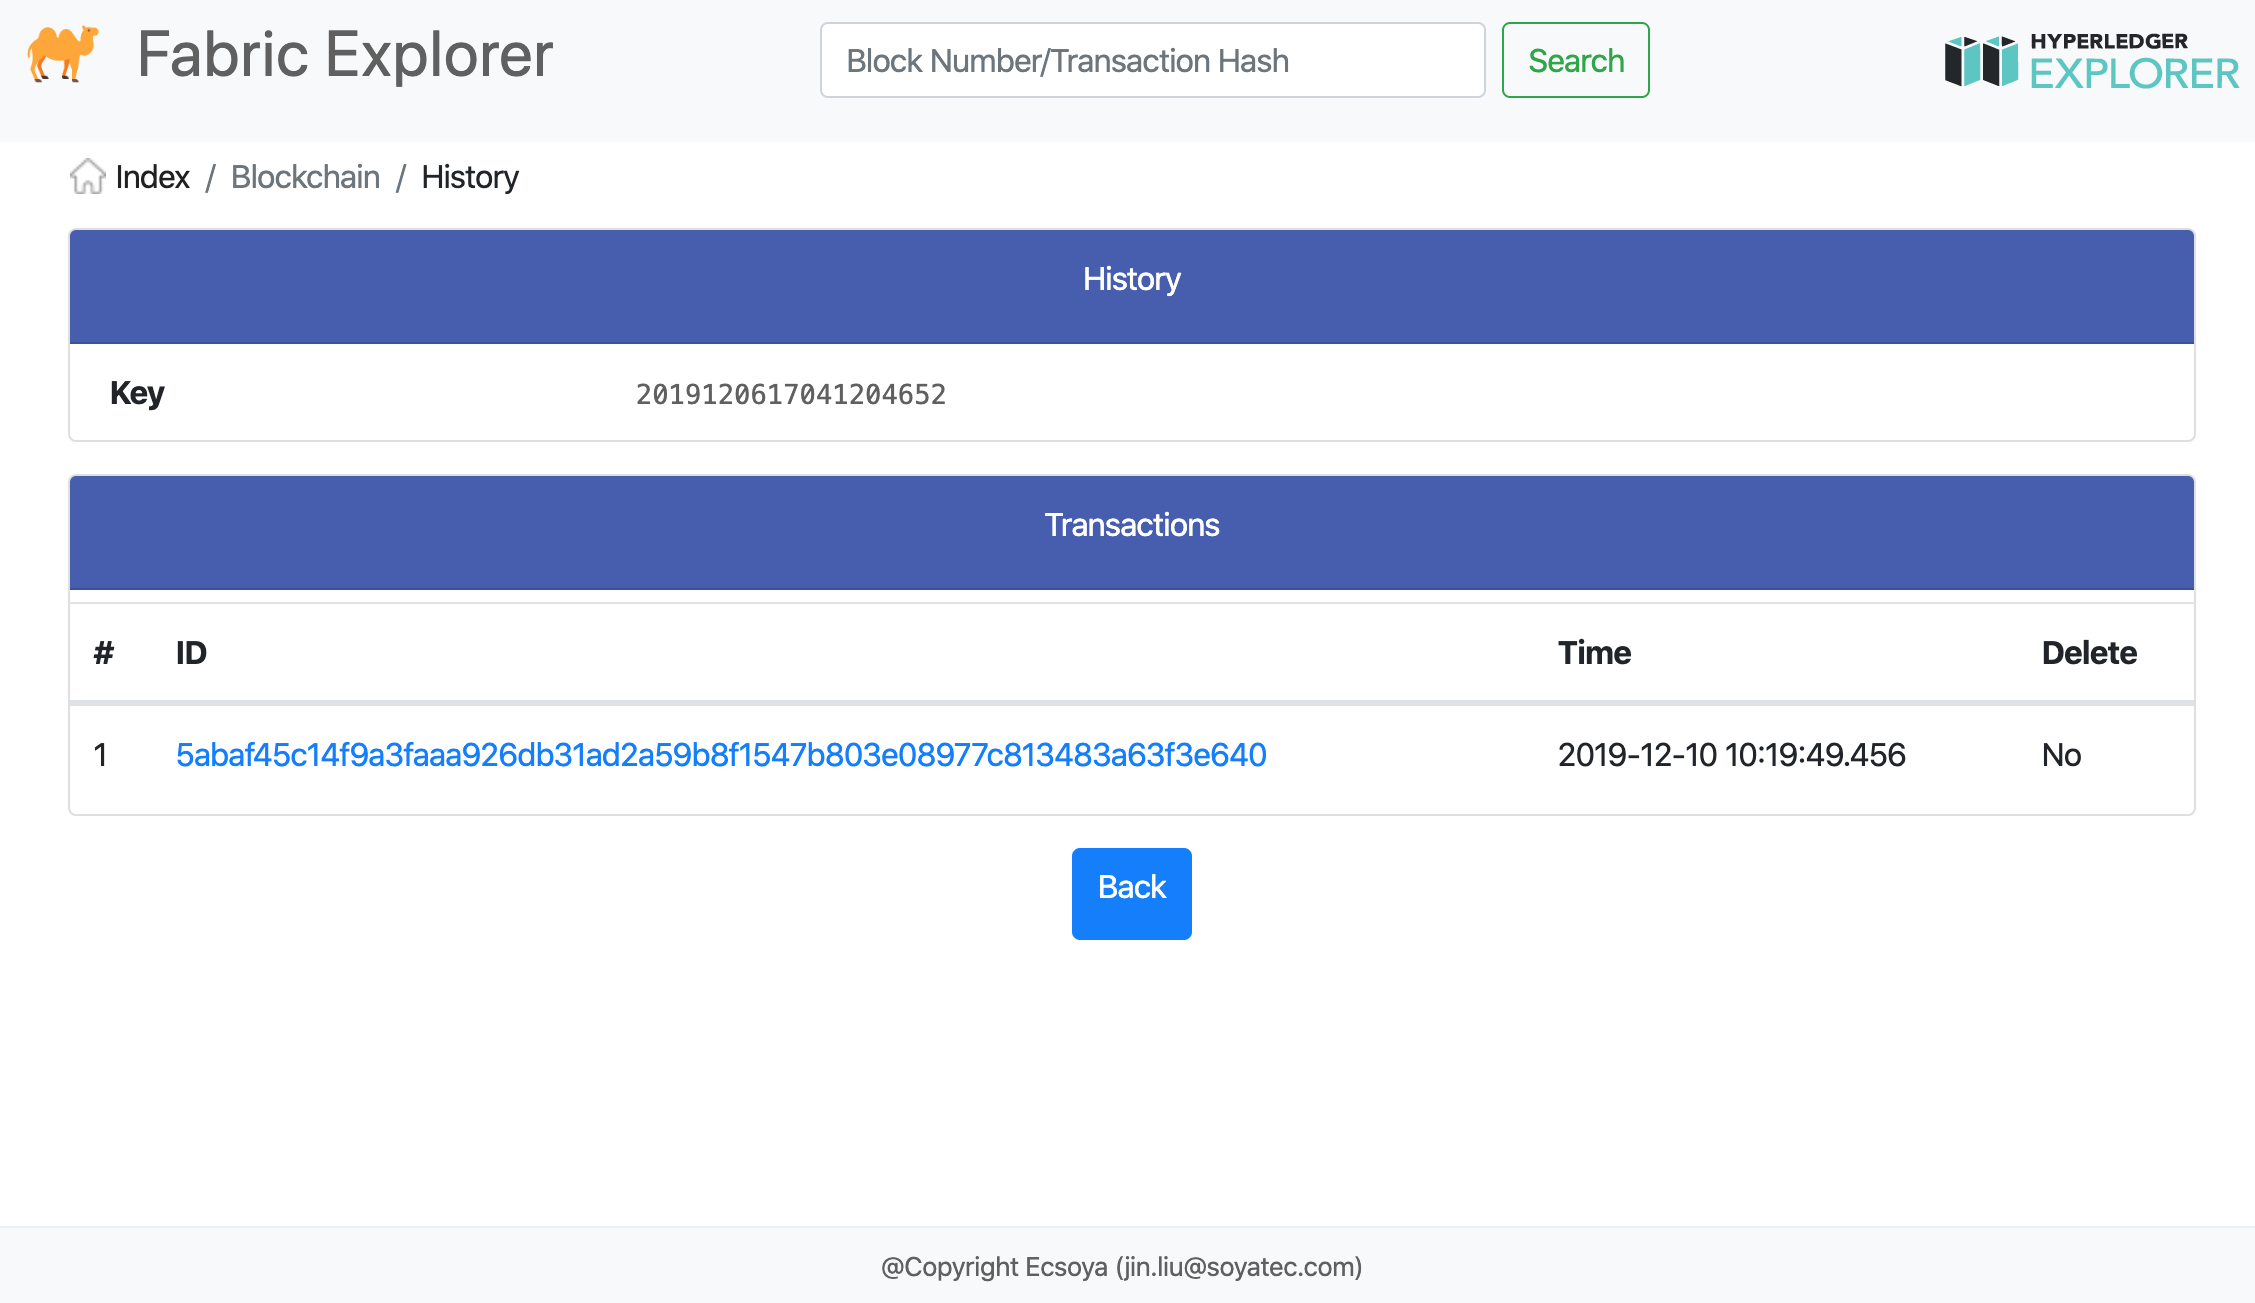 Fabric Explorer
Block Number/Transaction Hash
Search
HYPERLEDGER
EXPLORER
Index / Blockchain / History
History
Key 2019120617041204652
Transactions
# ID Time Delete
1 5abaf45c14f9a3faaa926db31ad2a59b8f1547b803e08977c813483a63f3e640 2019-12-10 10:19:49.456 No
Back
@Copyright Ecsoya (jin.liu@soyatec.com)